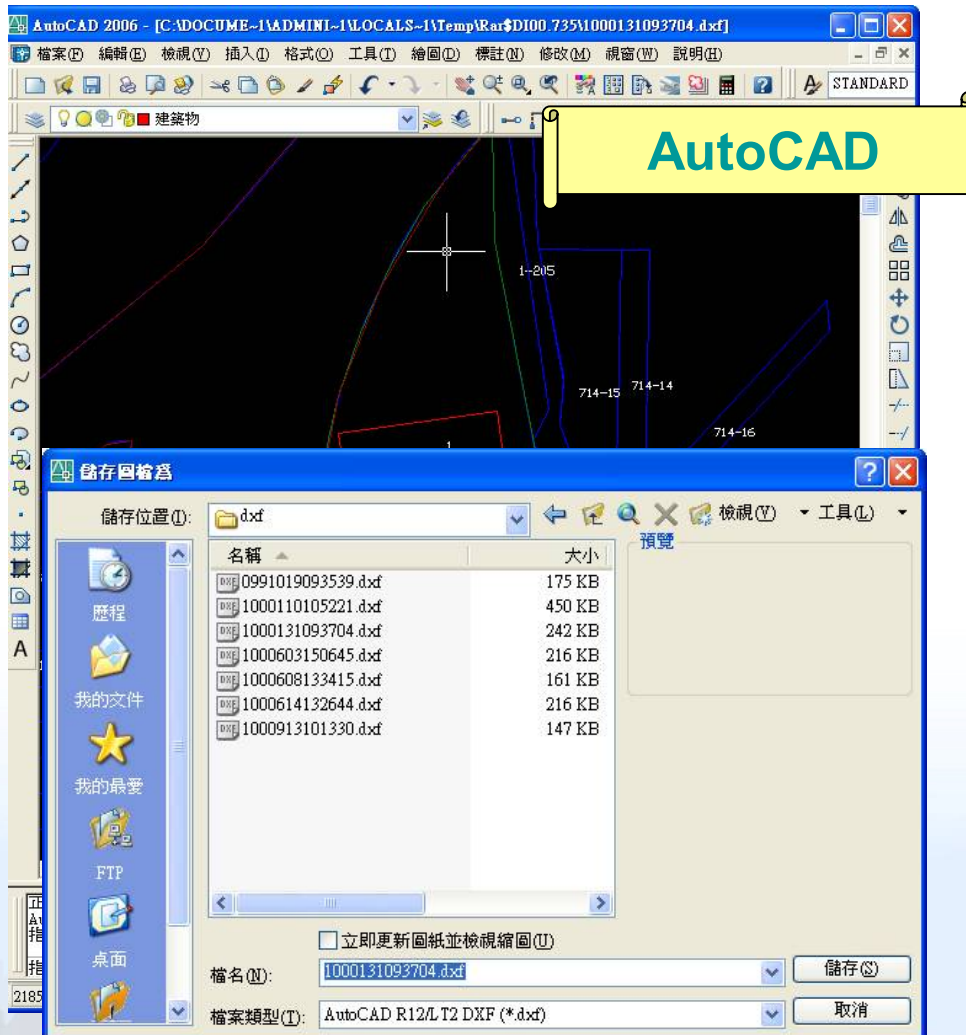 AutoCAD 2006 - [C:\DOCUME~1\ADMINI~1\LOCALS~1\Temp\Rar$DI00.735\1000131093704.dxf]
檔案(F) 編輯(E) 檢視(V) 插入(I) 格式(O) 工具(T) 繪圖(D) 標註(N) 修改(M) 視窗(W) 說明(H)
STANDARD
建築物
AutoCAD
1--205
714-15
714-14
714-16
1
儲存圖檔為
儲存位置(I): dxf 檢視(V) 工具(L)
名稱 大小 預覽
0991019093539.dxf 175 KB
1000110105221.dxf 450 KB
1000131093704.dxf 242 KB
1000603150645.dxf 216 KB
1000608133415.dxf 161 KB
1000614132644.dxf 216 KB
1000913101330.dxf 147 KB
歷程
我的文件
我的最愛
FTP
桌面
立即更新圖紙並檢視縮圖(U)
檔名(N): 1000131093704.dxf 儲存(S)
檔案類型(T): AutoCAD R12/LT2 DXF (*.dxf) 取消
正
指
指
2185